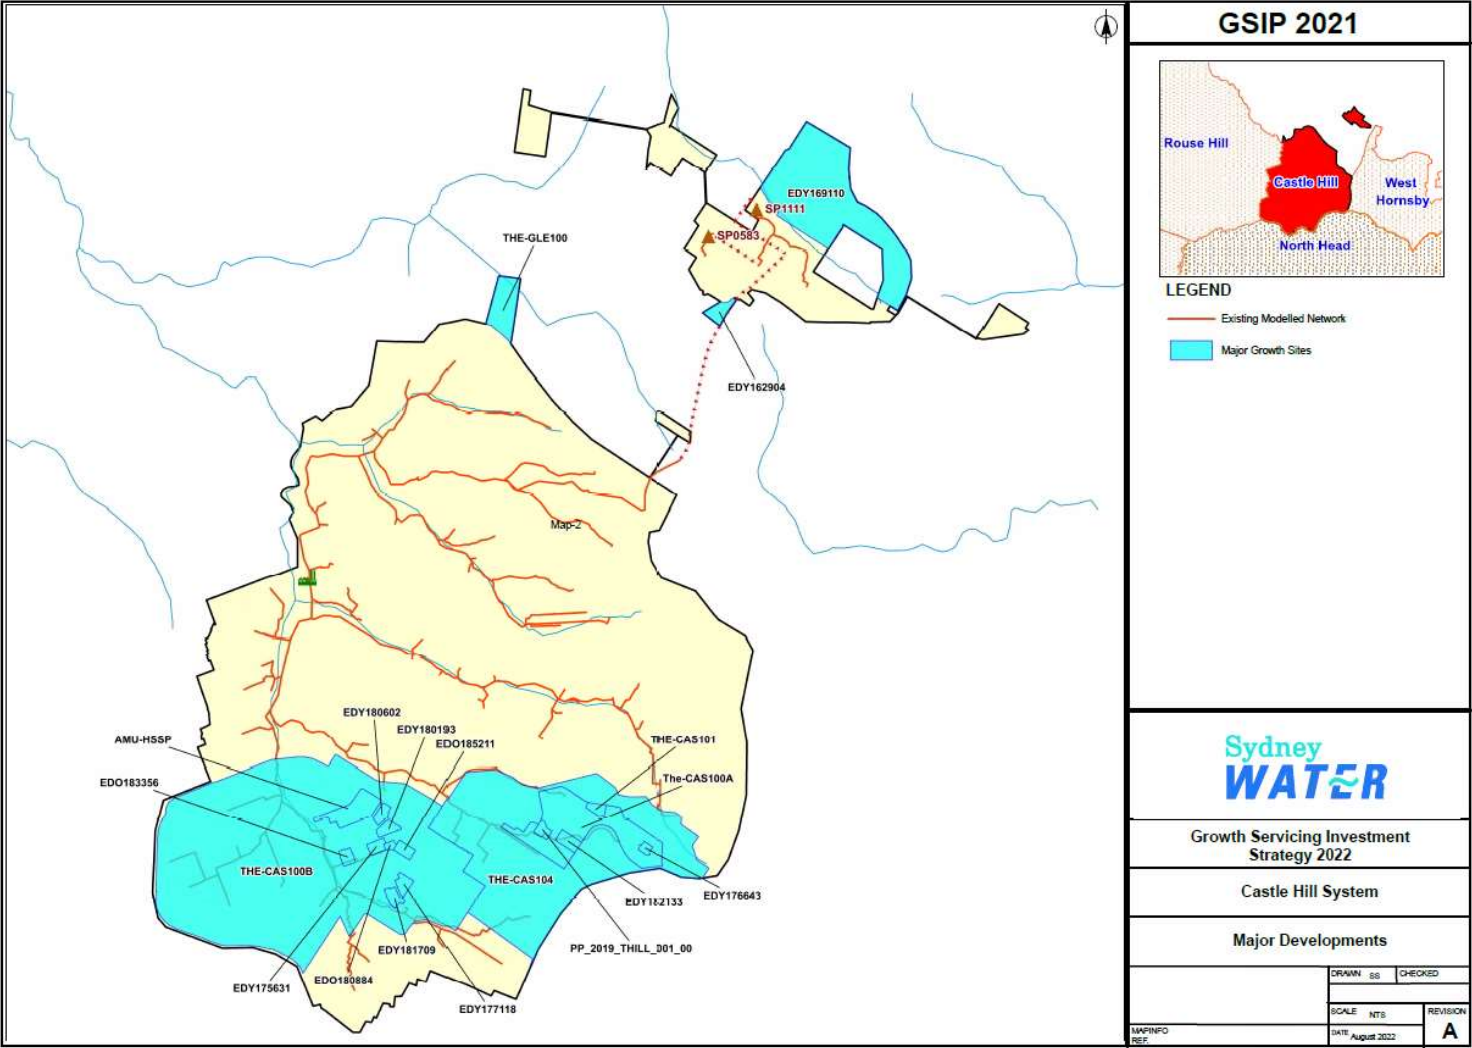 GSIP 2021
Rouse Hill
Castle Hill
West
Hornsby
North Head
LEGEND
Existing Modelled Network
Major Growth Sites
EDY169110
SP1111
SP0583
THE-GLE100
EDY162904
Map-2
EDY180602
EDY180193
AMU-HSSP
EDO185211
THE-CAS101
EDO183356
The-CAS100A
THE-CAS100B
THE-CAS104
EDY176643
EDY182133
PP_2019_THILL_001_00
EDY181709
EDO180884
EDY175631
EDY177118
Sydney
WATER
Growth Servicing Investment
Strategy 2022
Castle Hill System
Major Developments
DRAWN SS CHECKED
SCALE NTS REVISION
MAPINFO
REF.
DATE August 2022 A